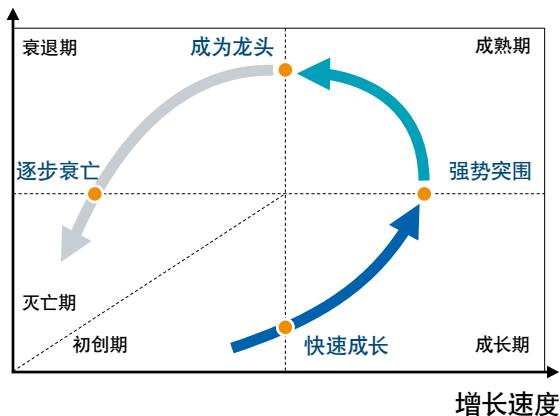 衰退期
成为龙头
成熟期
逐步衰亡
强势突围
灭亡期
初创期
快速成长
成长期
增长速度